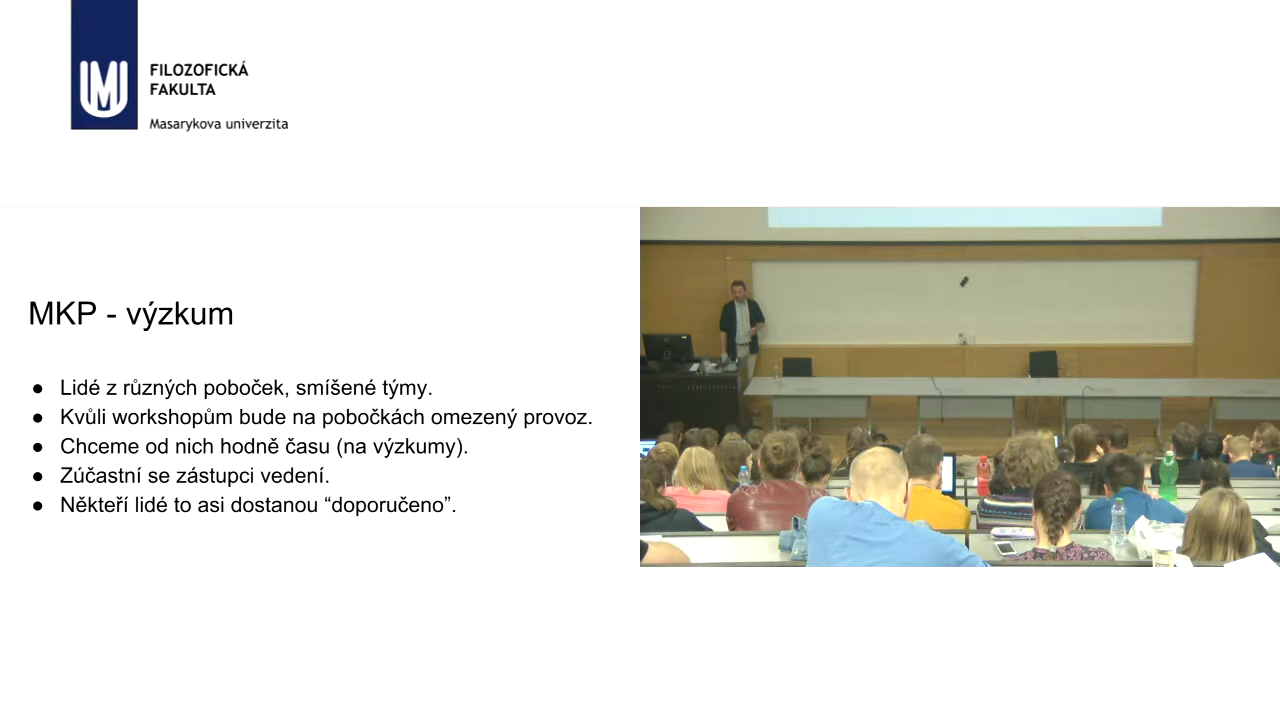 FILOZOFICKÁ
FAKULTA
Masarykova univerzita
MKP - výzkum
● Lidé z různých poboček, smíšené týmy.
● Kvůli workshopům bude na pobočkách omezený provoz.
● Chceme od nich hodně času (na výzkumy).
● Zúčastní se zástupci vedení.
● Někteří lidé to asi dostanou “doporučeno”.